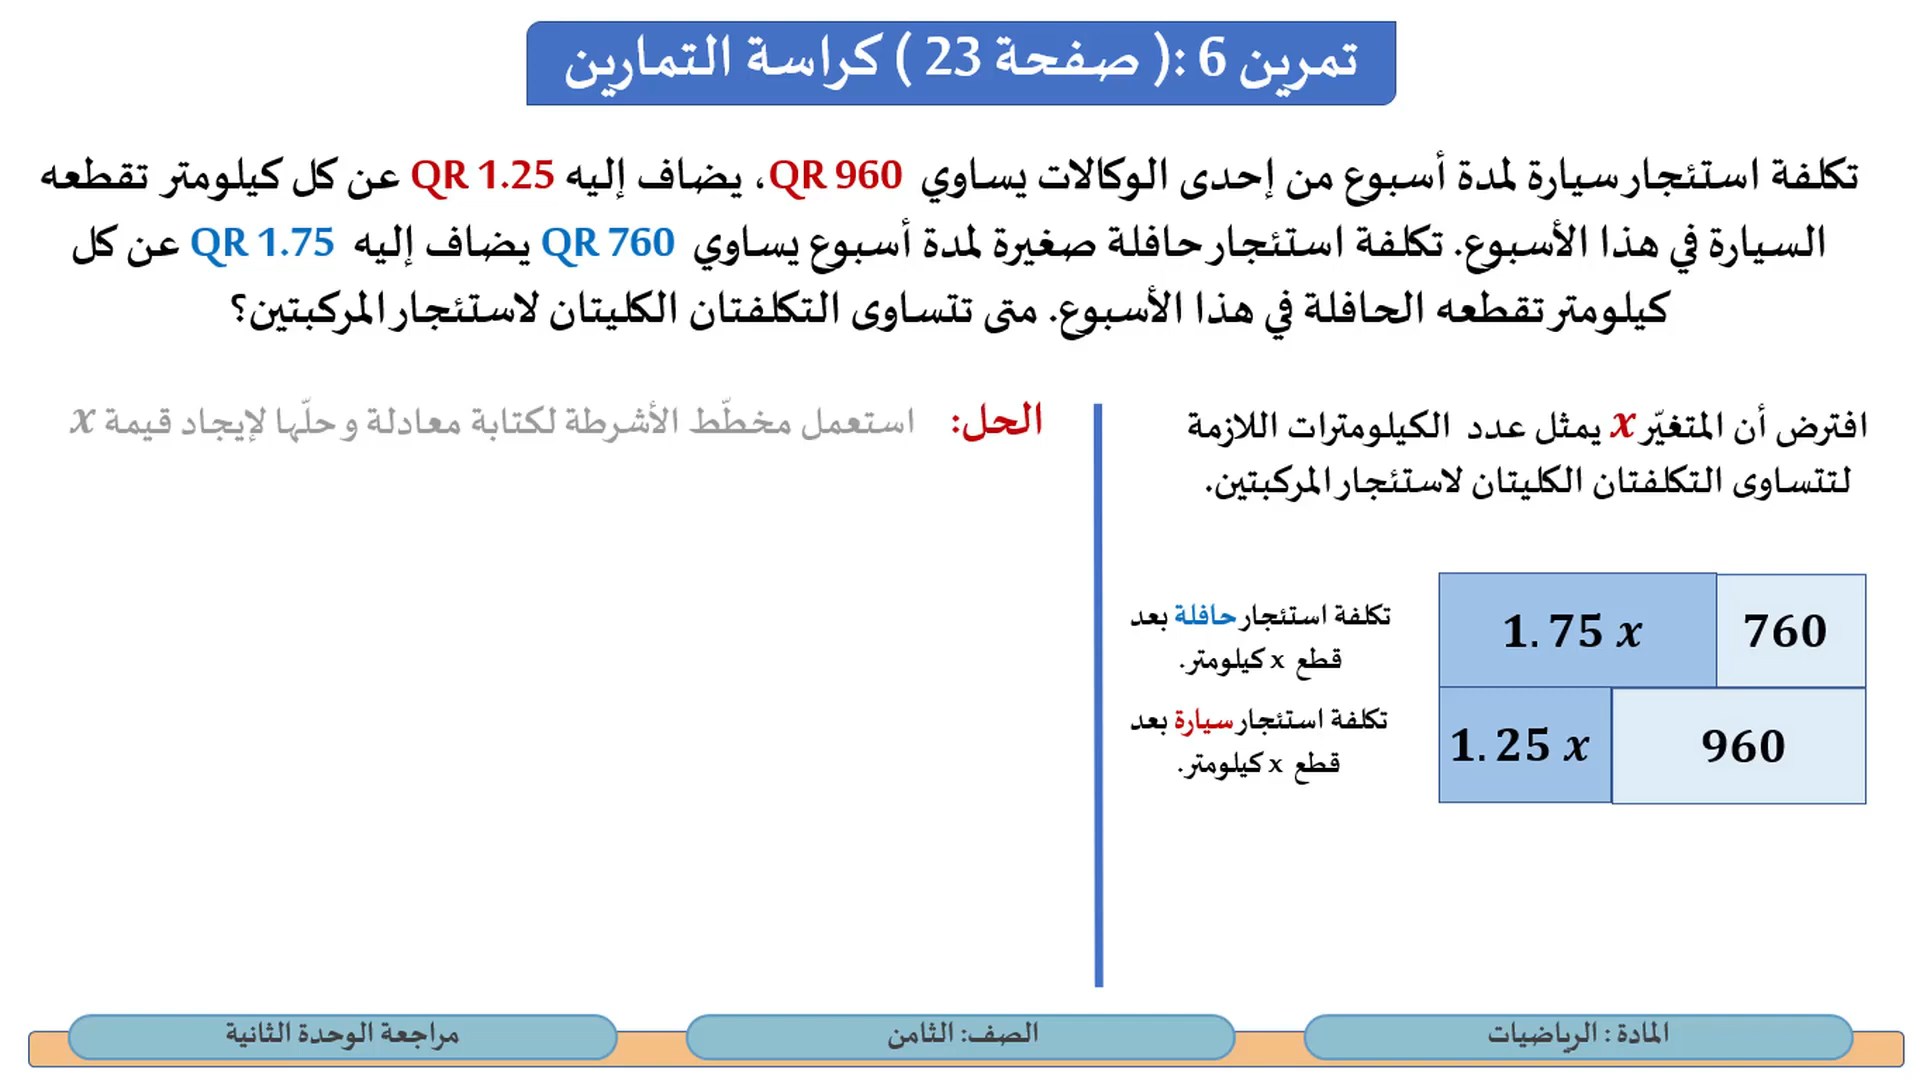 تمرين 6 :( صفحة 23 ) كراسة التمارين
تكلفة استئجار سيارة لمدة أسبوع من إحدى الوكالات يساوي QR 960، يضاف إليه QR 1.25 عن كل كيلومتر تقطعه
السيارة في هذا الأسبوع. تكلفة استئجار حافلة صغيرة لمدة أسبوع يساوي QR 760 يضاف إليه QR 1.75 عن كل
كيلومتر تقطعه الحافلة في هذا الأسبوع. متى تتساوى التكلفتان الكليتان لاستئجار المركبتين؟
افترض أن المتغيّر x يمثل عدد الكيلومترات اللازمة
لتتساوى التكلفتان الكليتان لاستئجار المركبتين.
760
1.75 x
تكلفة استئجار حافلة بعد
قطع x كيلومتر.
960
1.25 x
تكلفة استئجار سيارة بعد
قطع x كيلومتر.
الحل: استعمل مخطّط الأشرطة لكتابة معادلة وحلّها لإيجاد قيمة x
المادة : الرياضيات
الصف: الثامن
مراجعة الوحدة الثانية